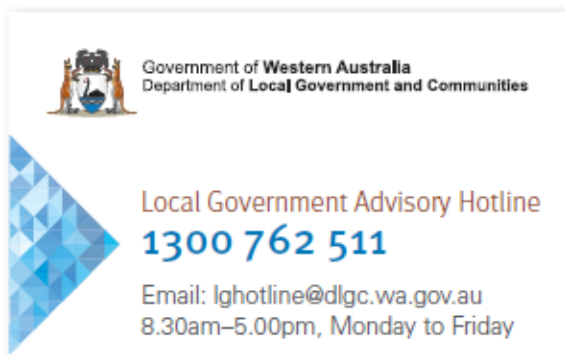 Government of Western Australia
Department of Local Government and Communities
Local Government Advisory Hotline
1300 762 511
Email: lghotline@dlgc.wa.gov.au
8.30am–5.00pm, Monday to Friday